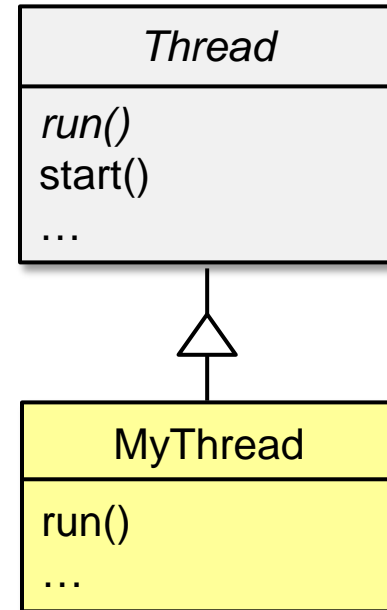 Thread
run()
start()
…
MyThread
run()
…